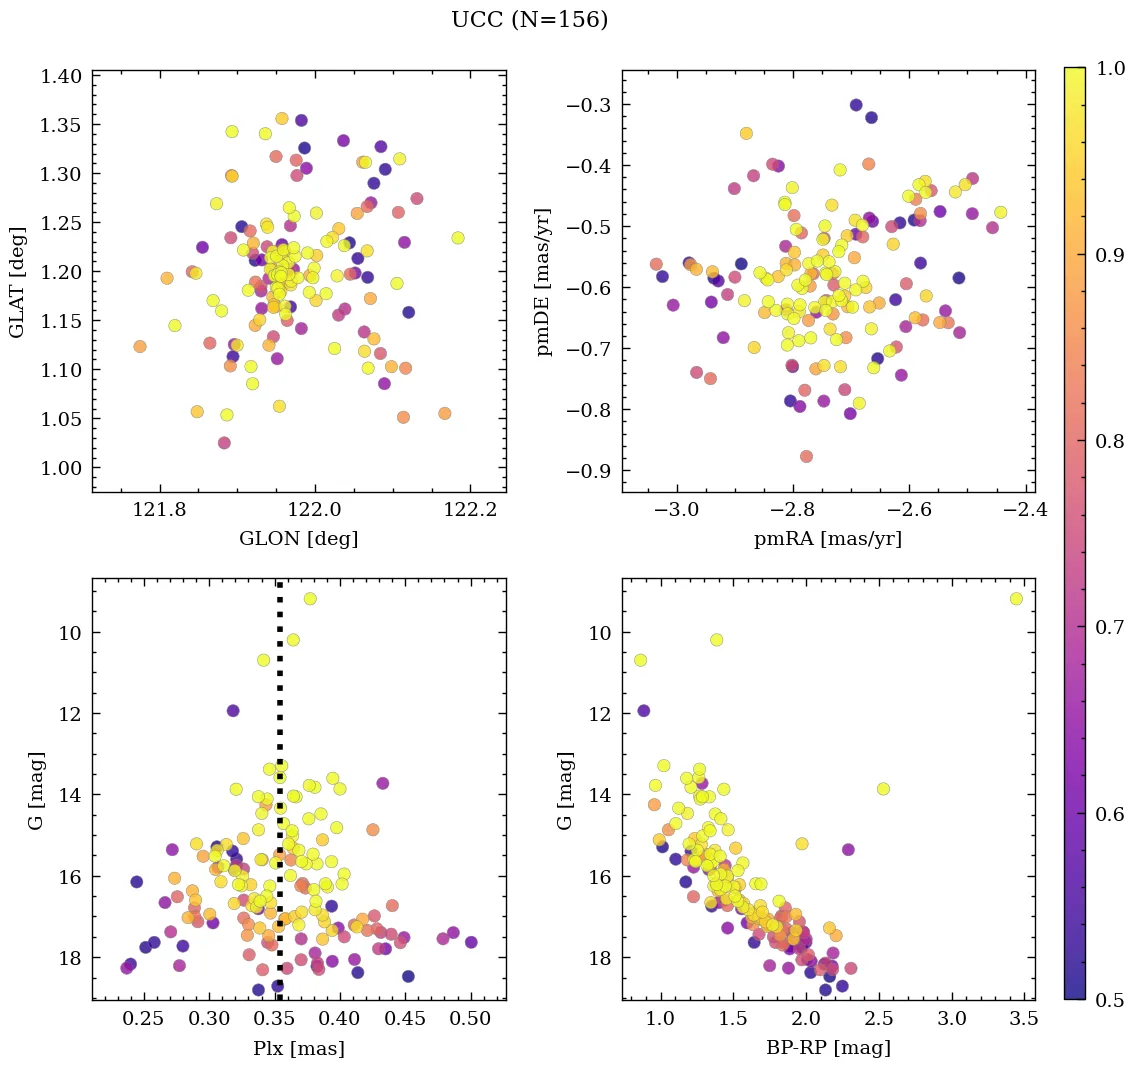 UCC (N=156)
1.40
1.35
1.30
1.25
1.20
1.15
1.10
1.05
1.00
GLAT [deg]
121.8 122.0 122.2
GLON [deg]
−0.3
−0.4
−0.5
−0.6
−0.7
−0.8
−0.9
pmDE [mas/yr]
−3.0 −2.8 −2.6 −2.4
pmRA [mas/yr]
10
12
14
16
18
G [mag]
0.25 0.30 0.35 0.40 0.45 0.50
Plx [mas]
10
12
14
16
18
G [mag]
1.0 1.5 2.0 2.5 3.0 3.5
BP-RP [mag]
1.0
0.9
0.8
0.7
0.6
0.5